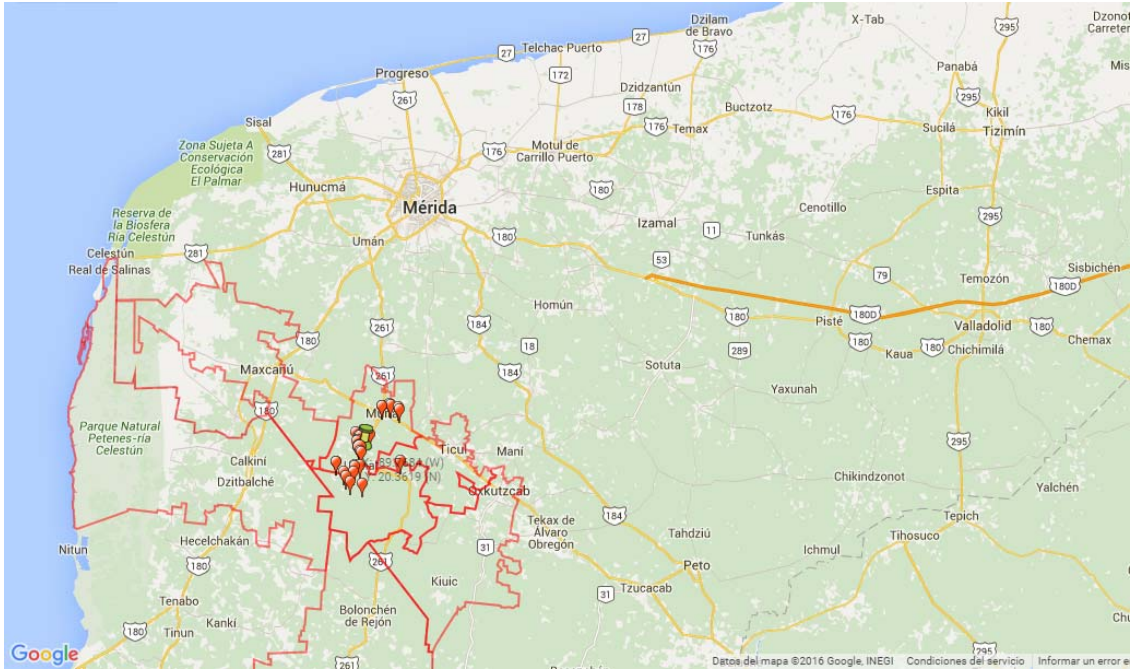 X-Tab
295
Dzonot
Carreter
Dzilam
de Bravo
27
Telchac Puerto
27
176
Panabá
Mis
Progreso
172
Dzidzantún
295
261
178
Buctzotz
176
Kikil
Sisal
176
Temax
Sucilá
Tizimín
Zona Sujeta A
Conservación
Ecológica
El Palmar
281
176
Motul de
Carrillo Puerto
Hunucmá
180
Espita
Mérida
Cenotillo
Reserva de
la Biosfera
Ría Celestún
Izamal
11
295
Umán
180
Tunkás
Celestún
281
53
Sisbichén
Real de Salinas
79
Temozón
180D
Homún
180D
184
180
Pisté
Valladolid
180
261
180
18
289
180
Kaua
180
Chichimilá
Chemax
Maxcanú
Sotuta
261
184
Yaxunah
180
Muna
Parque Natural
Petenes-ría
Celestún
Ticul
Maní
295
Calkiní
(W)
Chikindzonot
Dzitbalché
Y: 20.3619 (N)
Yalchén
Oxkutzcab
184
Tepich
Tekax de
Álvaro
Obregón
Tahdziú
Tihosuco
Hecelchakán
31
Nitun
Ichmul
180
261
Peto
Kiuic
Tzucacab
31
Tenabo
Bolonchén
de Rejón
Kankí
180
Tinun
295
261
Google
Datos del mapa ©2016 Google, INEGI
Condiciones del servicio
Informar un error e